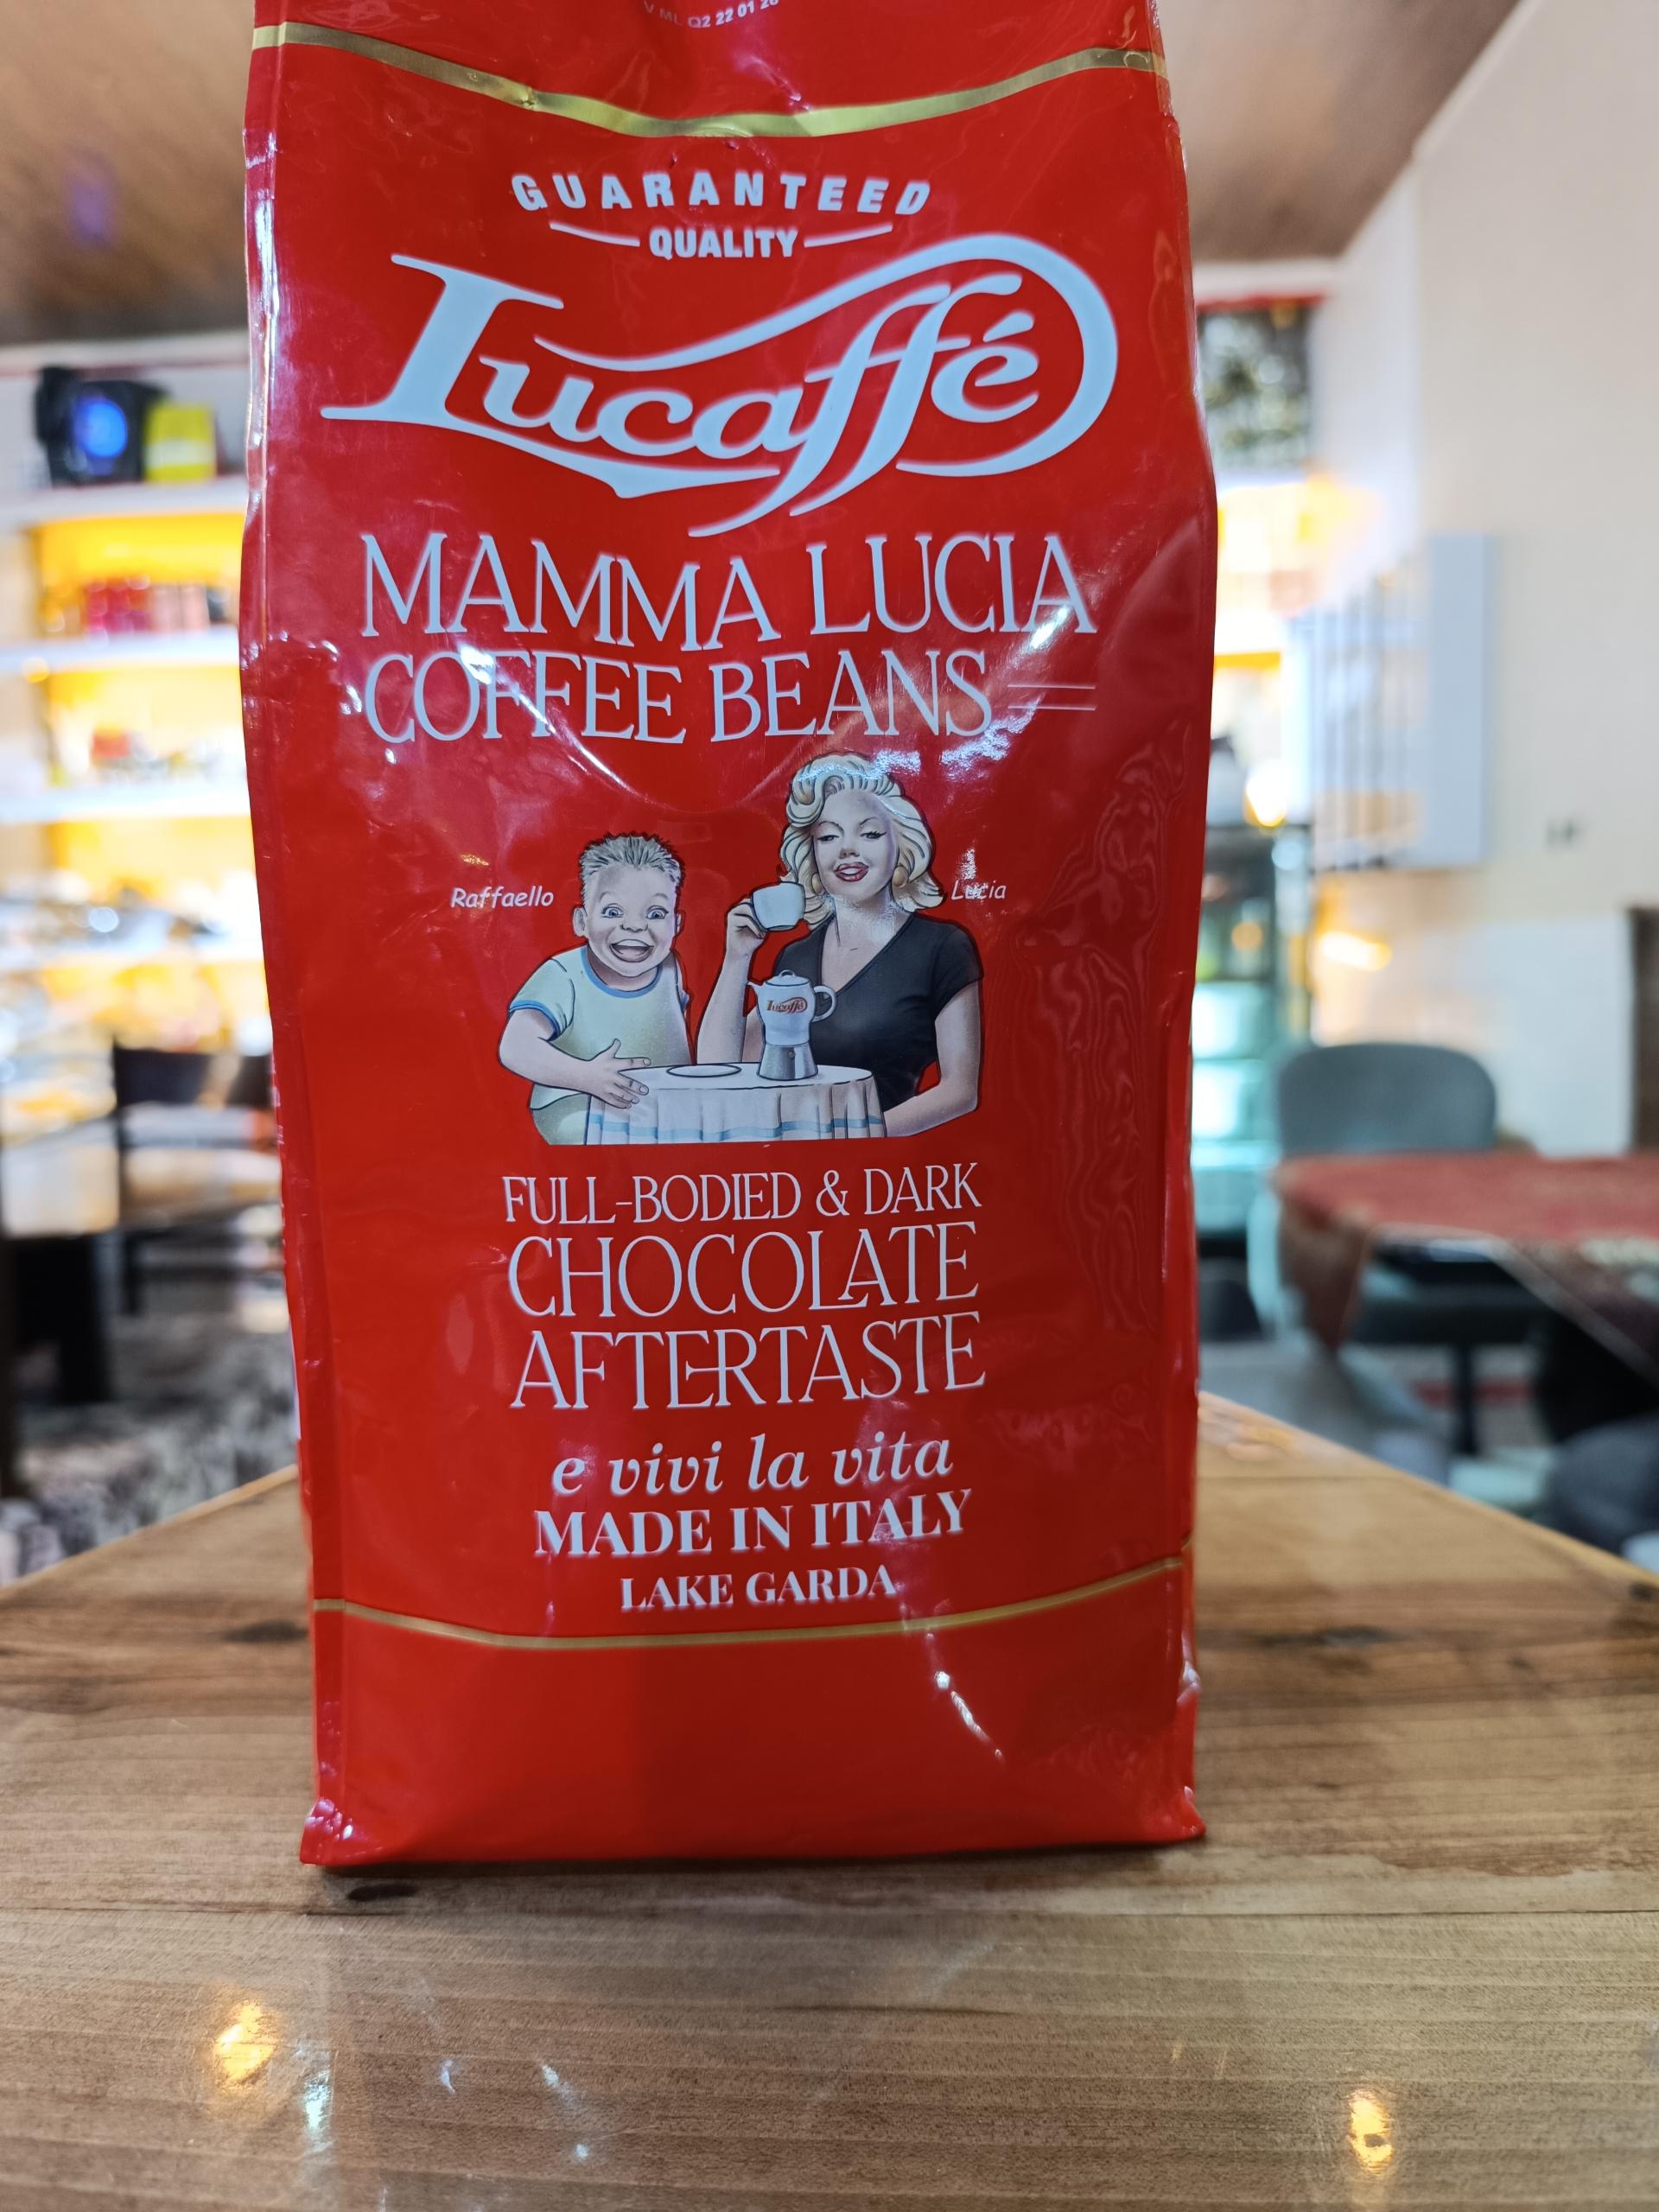 GUARANTEED
QUALITY
Lucaffé
MAMMA LUCIA
COFFEE BEANS
Raffaello
Lucia
Lucaffé
FULL-BODIED & DARK
CHOCOLATE
AFTERTASTE
e vivi la vita
MADE IN ITALY
LAKE GARDA